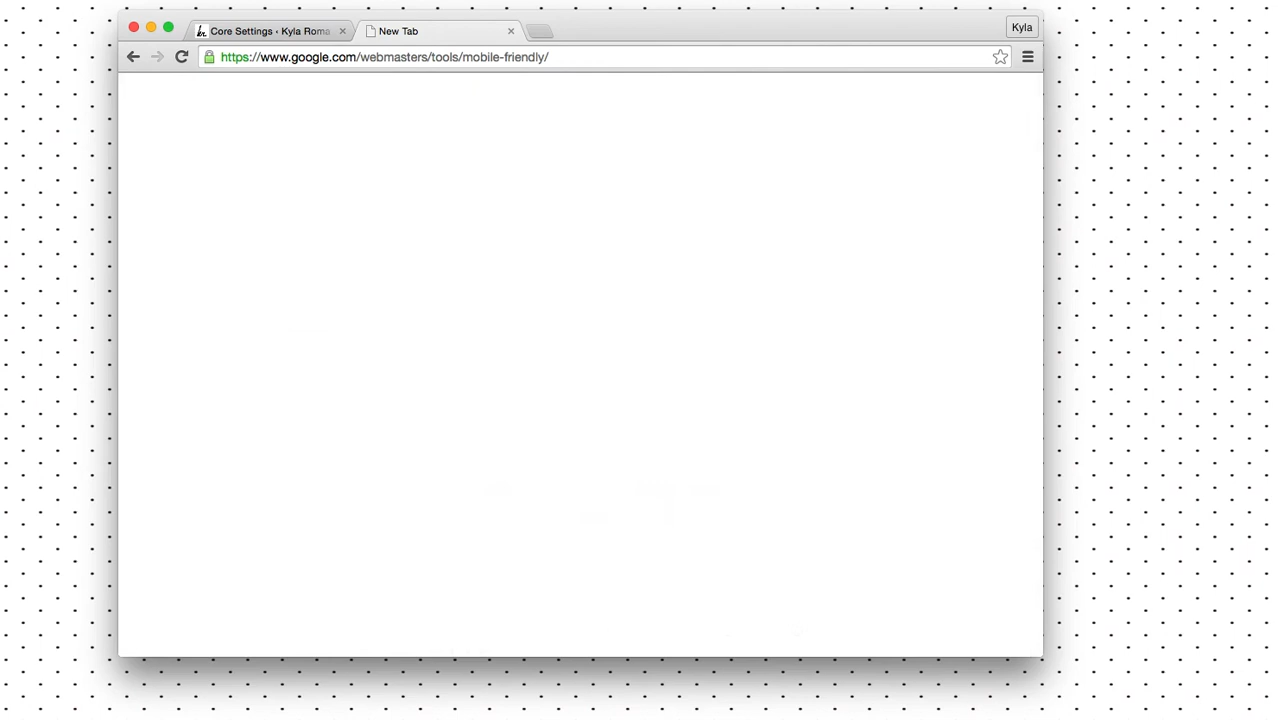 Core Settings ‹ Kyla Roma
New Tab
Kyla
https://www.google.com/webmasters/tools/mobile-friendly/